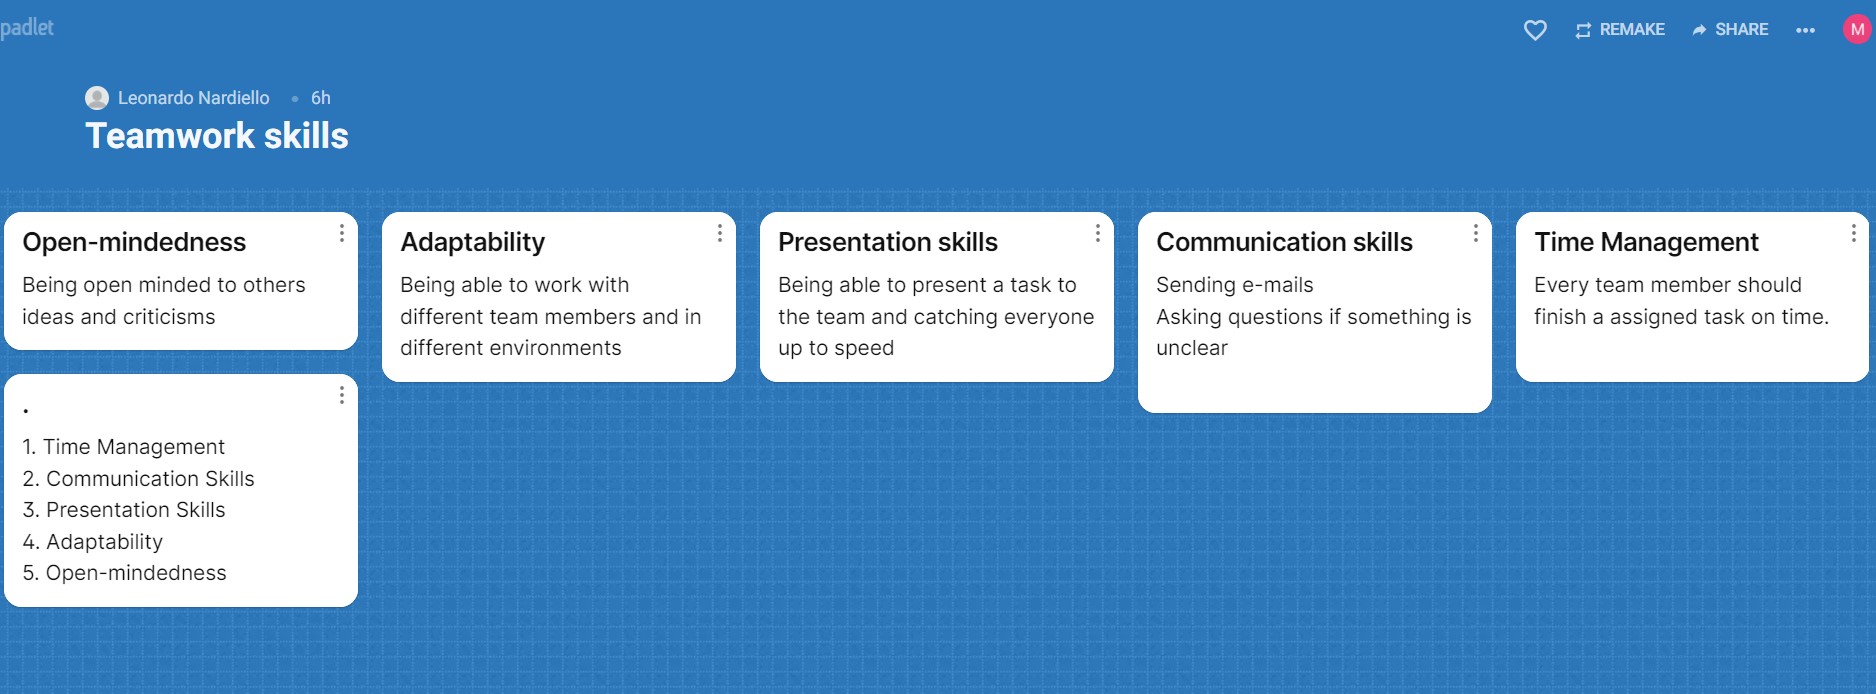 padlet
REMAKE
SHARE
M
Leonardo Nardiello • 6h
Teamwork skills
Open-mindedness
Being open minded to others
ideas and criticisms
Adaptability
Being able to work with
different team members and in
different environments
Presentation skills
Being able to present a task to
the team and catching everyone
up to speed
Communication skills
Sending e-mails
Asking questions if something is
unclear
Time Management
Every team member should
finish a assigned task on time.
.
1. Time Management
2. Communication Skills
3. Presentation Skills
4. Adaptability
5. Open-mindedness